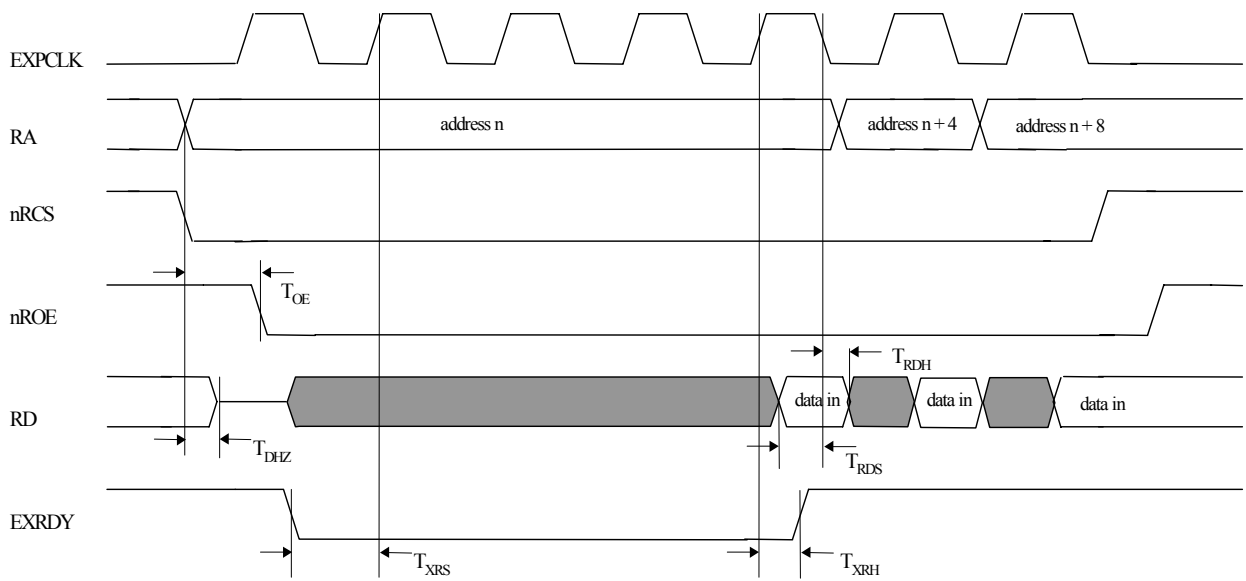 EXPCLK
RA
address n
address n + 4
address n + 8
nRCS
nROE
T_OE
RD
data in
data in
data in
T_RDH
T_DHZ
T_RDS
EXRDY
T_XRS
T_XRH